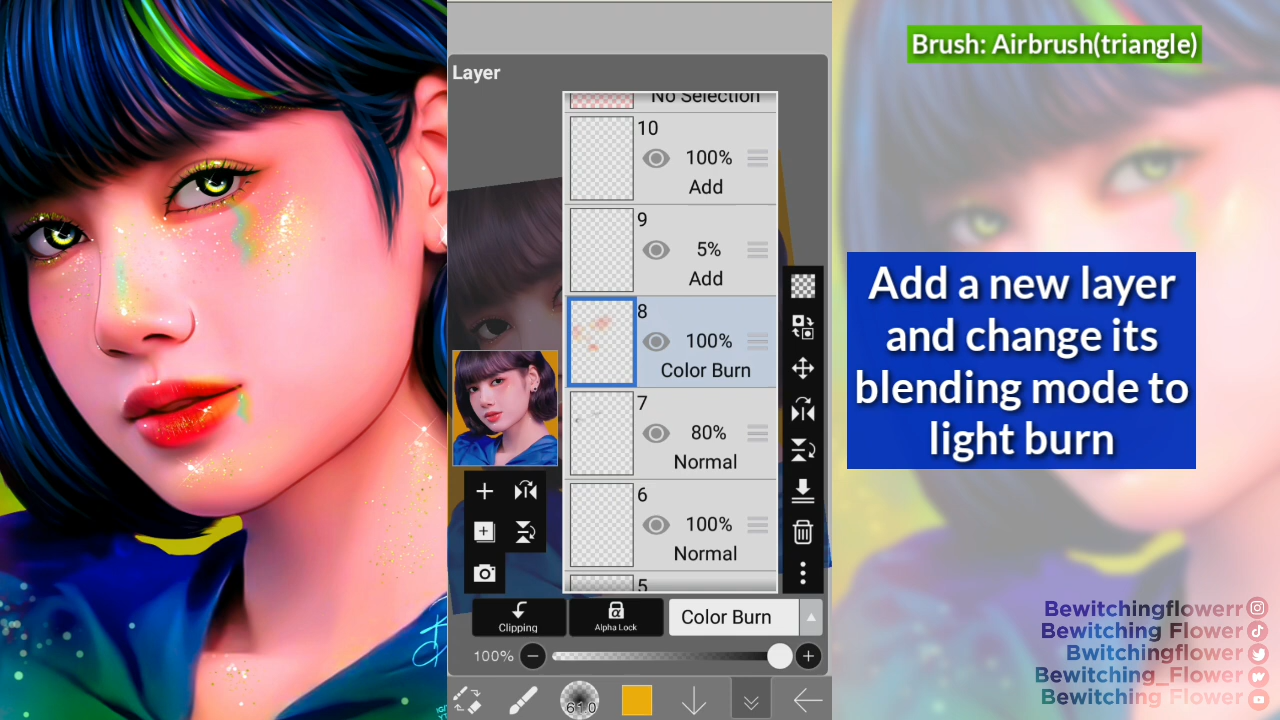 Layer
No Selection
10
100%
Add
9
5%
Add
8
100%
Color Burn
7
80%
Normal
6
100%
Normal
5
Clipping
α
Alpha Lock
Color Burn
100%
61.0
Brush: Airbrush(triangle)
Add a new layer
and change its
blending mode to
light burn
Bewitchingflowerr
Bewitching Flower
Bwitchingflower
Bewitching_Flower
Bewitching Flower